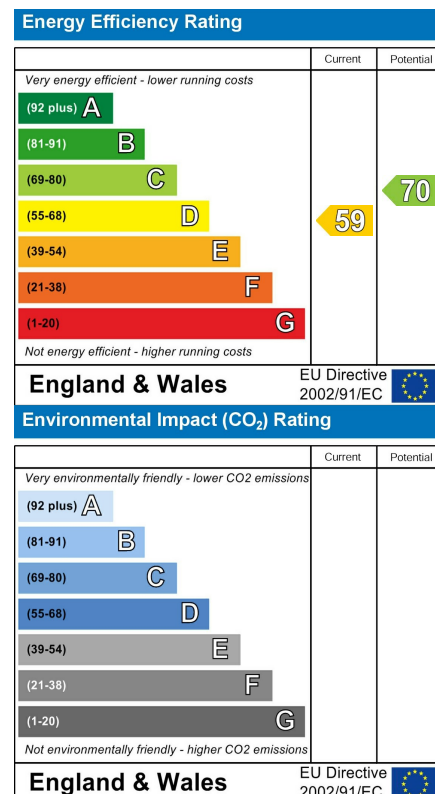 Energy Efficiency Rating
Current Potential
Very energy efficient - lower running costs
(92 plus) A
(81-91) B
(69-80) C
(55-68) D
(39-54) E
(21-38) F
(1-20) G
59
70
Not energy efficient - higher running costs
England & Wales
EU Directive
2002/91/EC
Environmental Impact (CO₂) Rating
Current Potential
Very environmentally friendly - lower CO2 emissions
(92 plus) A
(81-91) B
(69-80) C
(55-68) D
(39-54) E
(21-38) F
(1-20) G
Not environmentally friendly - higher CO2 emissions
England & Wales
EU Directive
2002/91/EC